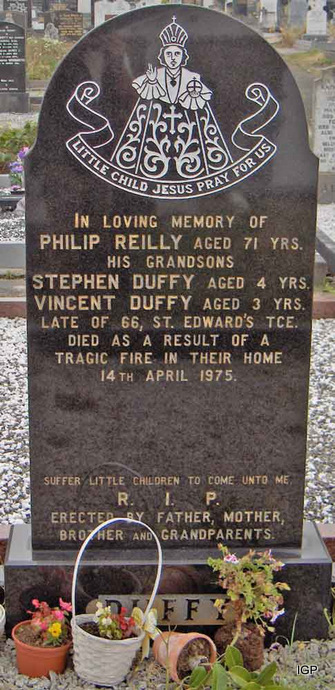 LITTLE CHILD JESUS PRAY FOR US
IN LOVING MEMORY OF
PHILIP REILLY AGED 71 YRS.
HIS GRANDSONS
STEPHEN DUFFY AGED 4 YRS.
VINCENT DUFFY AGED 3 YRS.
LATE OF 66, ST. EDWARD'S TCE.
DIED AS A RESULT OF A
TRAGIC FIRE IN THEIR HOME
14TH APRIL 1975.
SUFFER LITTLE CHILDREN TO COME UNTO ME
R. I. P.
ERECTED BY FATHER, MOTHER,
BROTHER AND GRANDPARENTS.
DUFFY
IGP